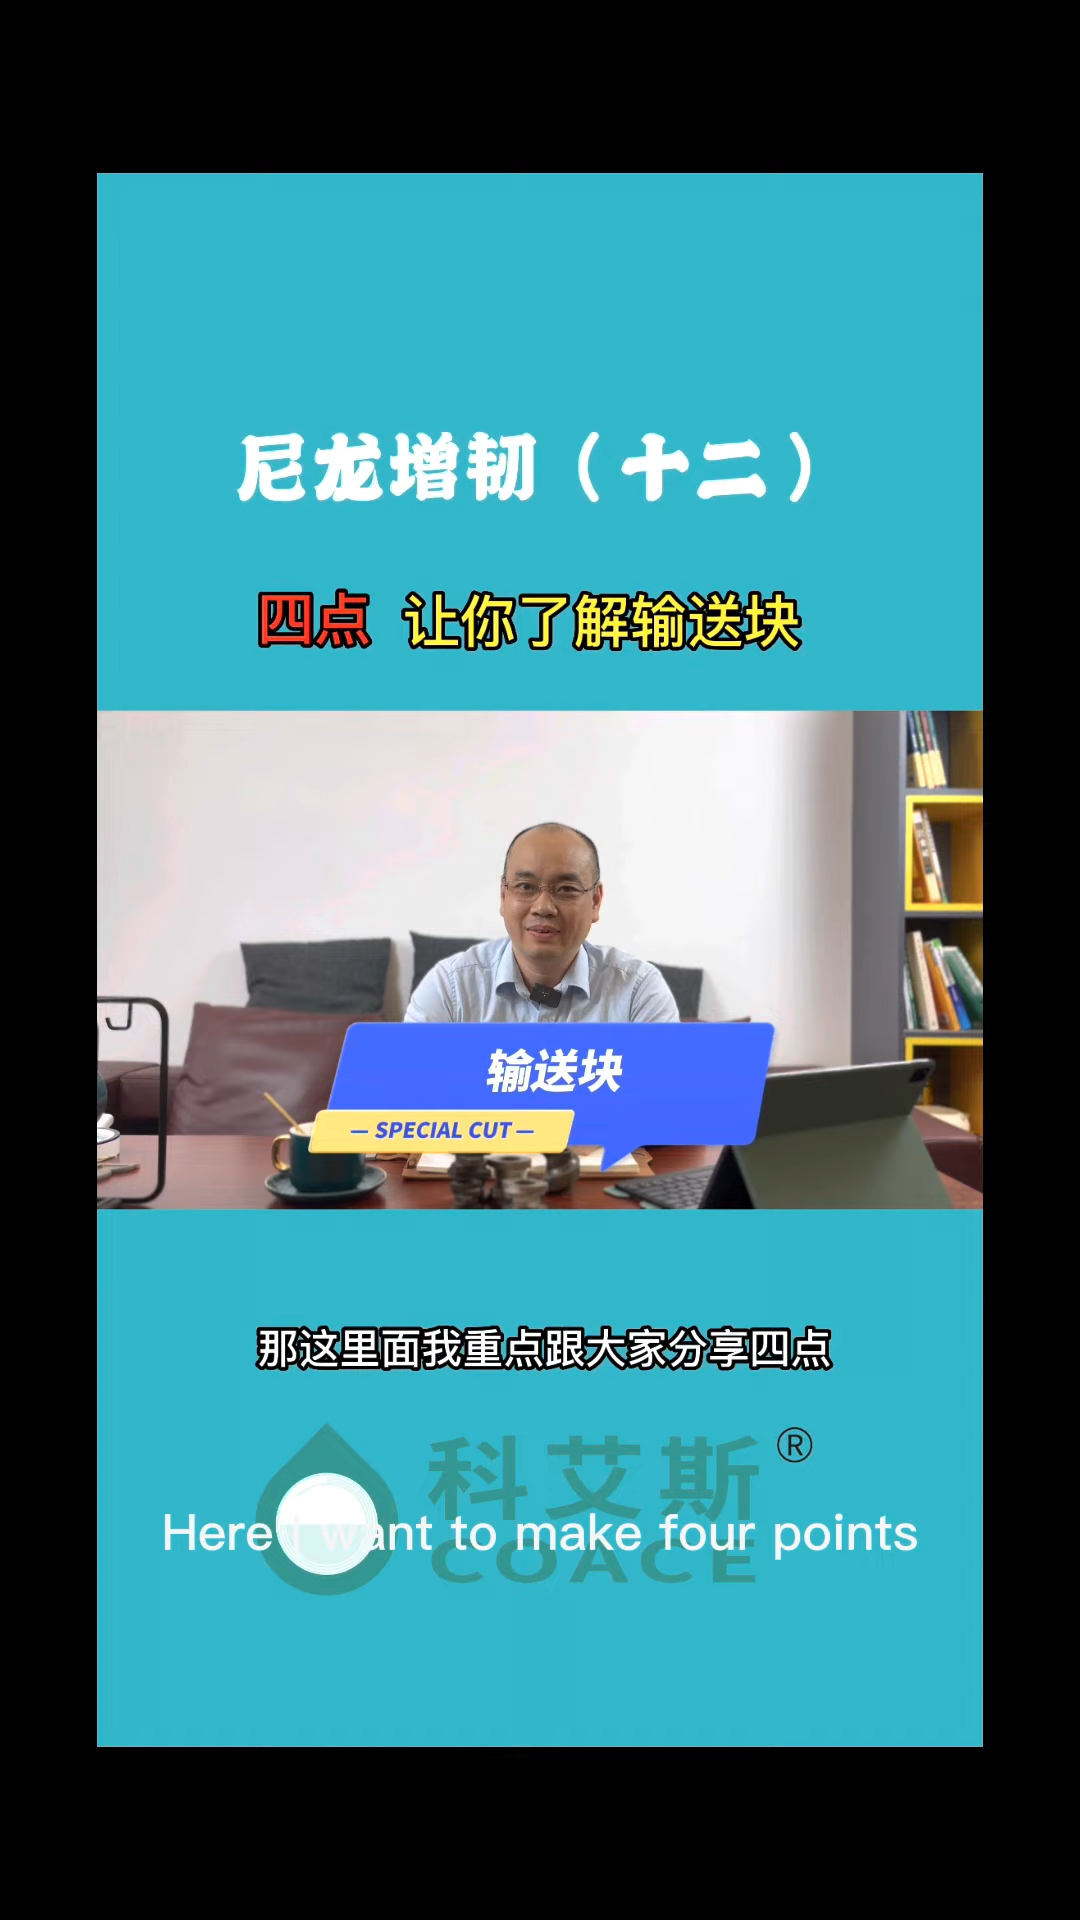 尼龙增韧（十二）
四点 让你了解输送块
输送块
— SPECIAL CUT —
那这里面我重点跟大家分享四点
科艾斯®
Here i want to make four points
COACE